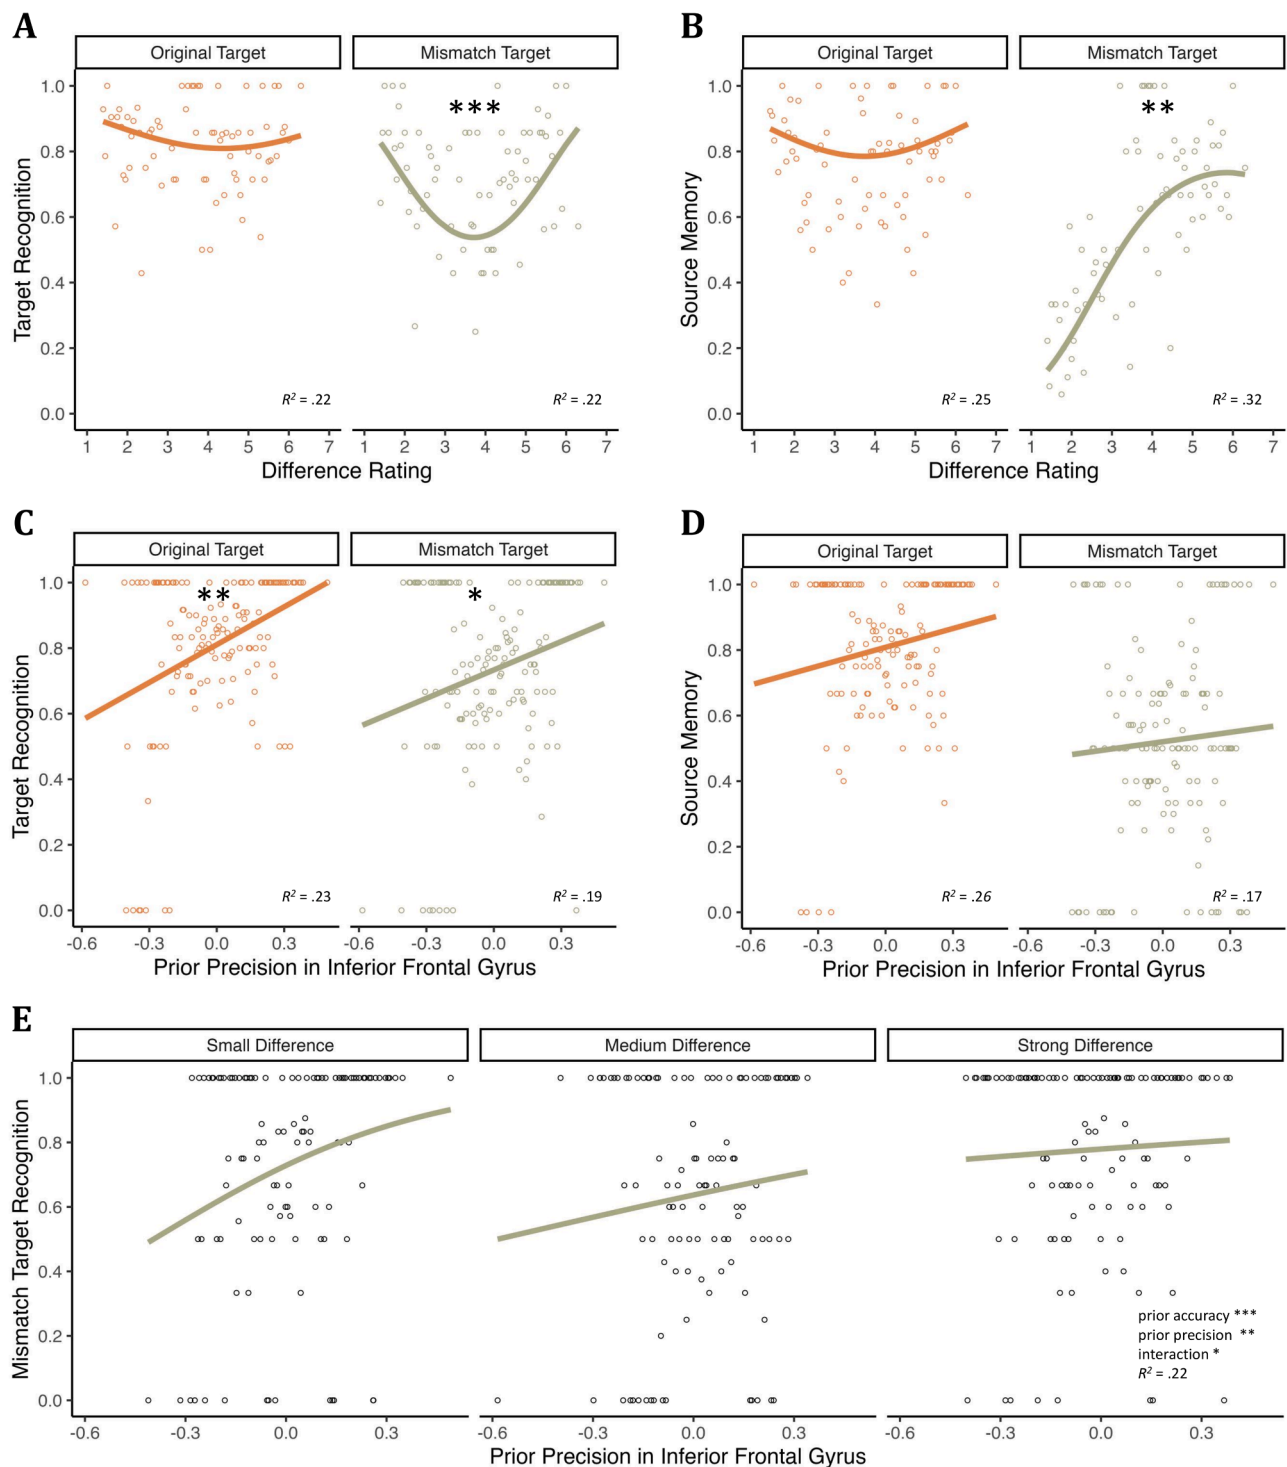 A
B
Original Target
Mismatch Target
Original Target
Mismatch Target
Target Recognition
1.0
0.8
0.6
0.4
0.2
0.0
***
R² = .22
R² = .22
1 2 3 4 5 6 7
1 2 3 4 5 6 7
Difference Rating
Source Memory
1.0
0.8
0.6
0.4
0.2
0.0
**
R² = .25
R² = .32
1 2 3 4 5 6 7
1 2 3 4 5 6 7
Difference Rating
C
D
Original Target
Mismatch Target
Original Target
Mismatch Target
Target Recognition
1.0
0.8
0.6
0.4
0.2
0.0
**
*
R² = .23
R² = .19
-0.6 -0.3 0.0 0.3
-0.6 -0.3 0.0 0.3
Prior Precision in Inferior Frontal Gyrus
Source Memory
1.0
0.8
0.6
0.4
0.2
0.0
R² = .26
R² = .17
-0.6 -0.3 0.0 0.3
-0.6 -0.3 0.0 0.3
Prior Precision in Inferior Frontal Gyrus
E
Small Difference
Medium Difference
Strong Difference
Mismatch Target Recognition
1.0
0.8
0.6
0.4
0.2
0.0
prior accuracy ***
prior precision **
interaction *
R² = .22
-0.6 -0.3 0.0 0.3
-0.6 -0.3 0.0 0.3
-0.6 -0.3 0.0 0.3
Prior Precision in Inferior Frontal Gyrus